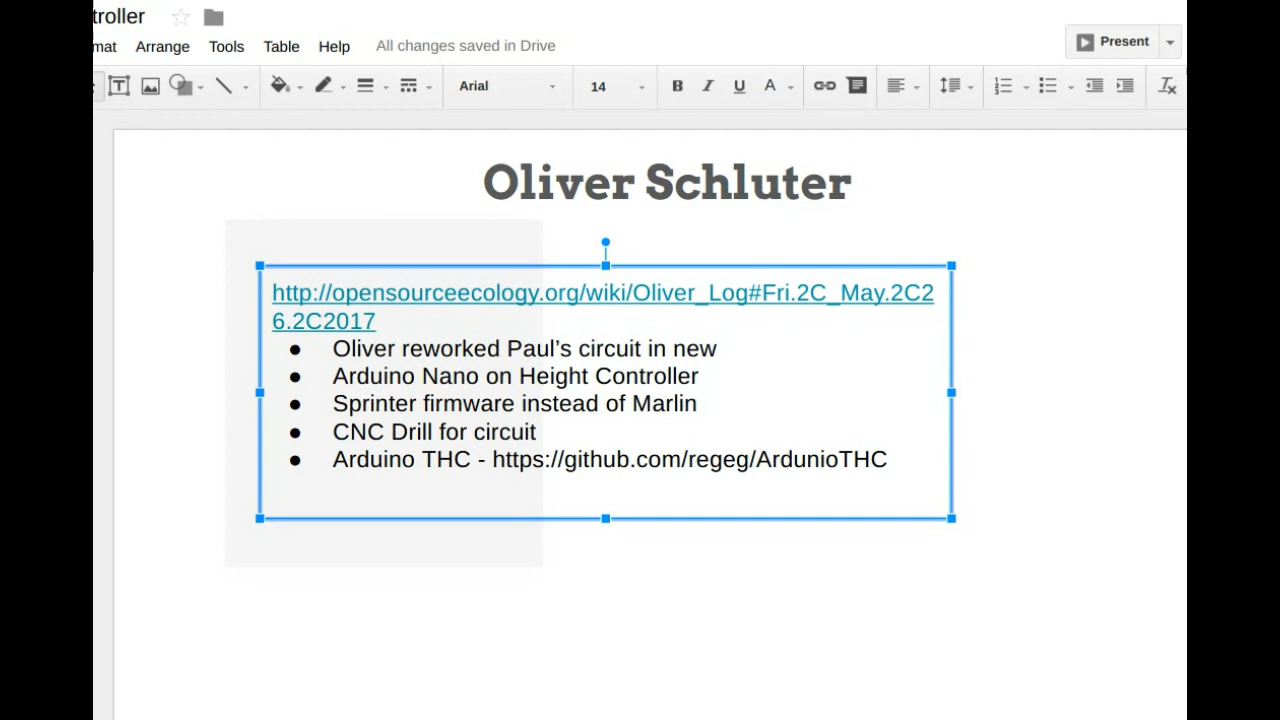 troller
mat Arrange Tools Table Help All changes saved in Drive
Present
Arial 14 B I U A
Oliver Schluter
http://opensourceecology.org/wiki/Oliver_Log#Fri.2C_May.2C2
6.2C2017
● Oliver reworked Paul’s circuit in new
● Arduino Nano on Height Controller
● Sprinter firmware instead of Marlin
● CNC Drill for circuit
● Arduino THC - https://github.com/regeg/ArdunioTHC